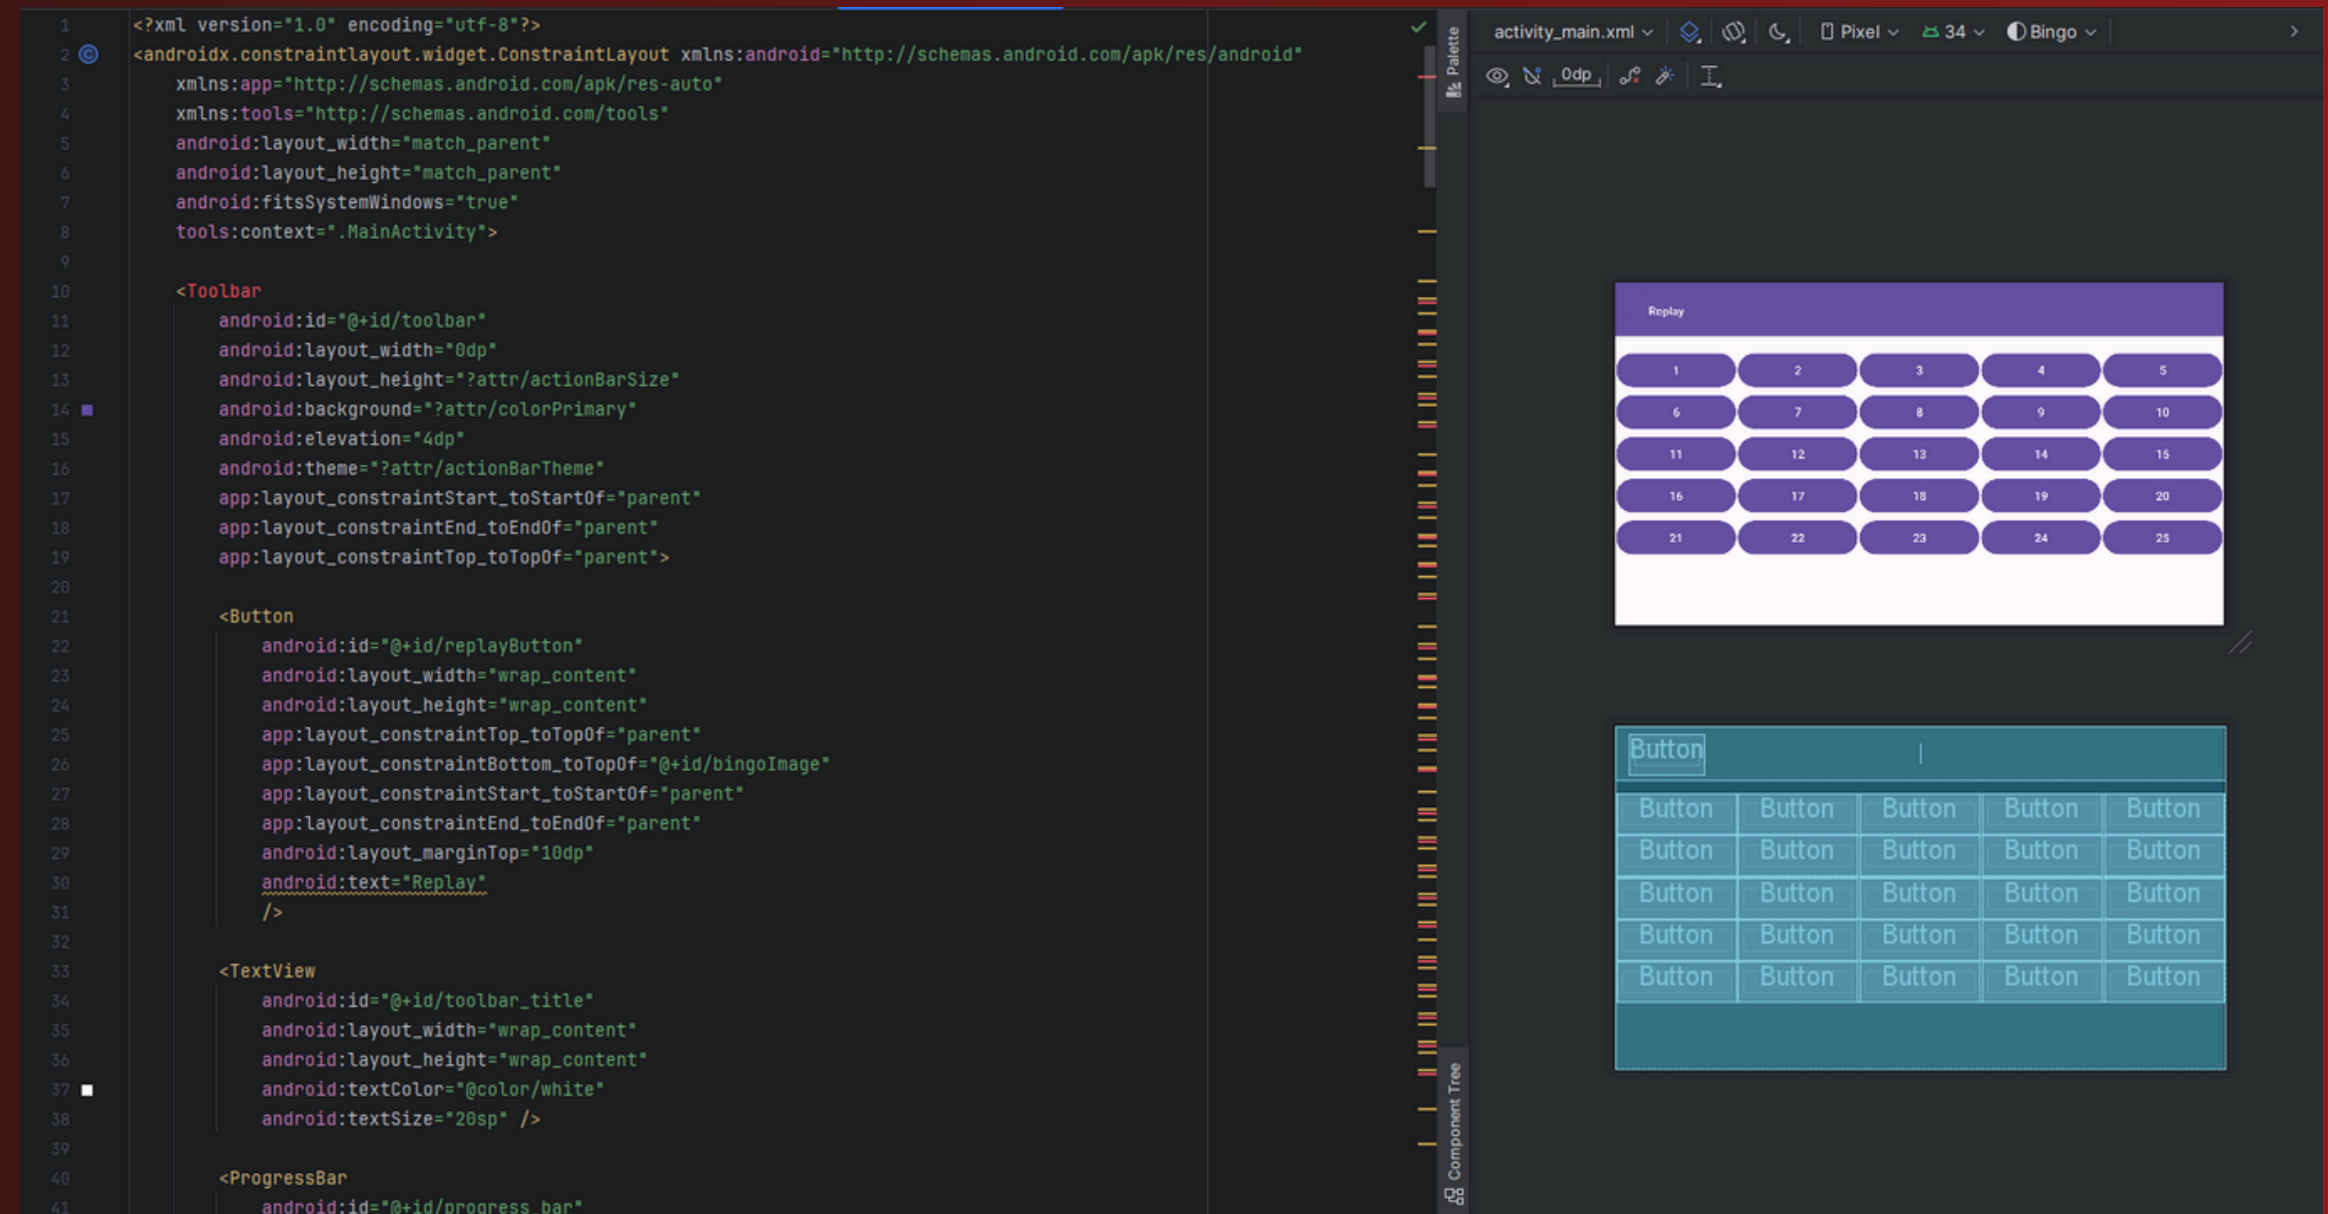 1 <?xml version="1.0" encoding="utf-8"?>
2 <androidx.constraintlayout.widget.ConstraintLayout xmlns:android="http://schemas.android.com/apk/res/android"
3 xmlns:app="http://schemas.android.com/apk/res-auto"
4 xmlns:tools="http://schemas.android.com/tools"
5 android:layout_width="match_parent"
6 android:layout_height="match_parent"
7 android:fitsSystemWindows="true"
8 tools:context=".MainActivity">
9
10 <Toolbar
11 android:id="@+id/toolbar"
12 android:layout_width="0dp"
13 android:layout_height="?attr/actionBarSize"
14 android:background="?attr/colorPrimary"
15 android:elevation="4dp"
16 android:theme="?attr/actionBarTheme"
17 app:layout_constraintStart_toStartOf="parent"
18 app:layout_constraintEnd_toEndOf="parent"
19 app:layout_constraintTop_toTopOf="parent">
20
21 <Button
22 android:id="@+id/replayButton"
23 android:layout_width="wrap_content"
24 android:layout_height="wrap_content"
25 app:layout_constraintTop_toTopOf="parent"
26 app:layout_constraintBottom_toTopOf="@+id/bingoImage"
27 app:layout_constraintStart_toStartOf="parent"
28 app:layout_constraintEnd_toEndOf="parent"
29 android:layout_marginTop="10dp"
30 android:text="Replay"
31 />
32
33 <TextView
34 android:id="@+id/toolbar_title"
35 android:layout_width="wrap_content"
36 android:layout_height="wrap_content"
37 android:textColor="@color/white"
38 android:textSize="20sp" />
39
40 <ProgressBar
41 android:id="@+id/progress_bar"
Palette
Component Tree
activity_main.xml Pixel 34 Bingo
0dp
Replay
1 2 3 4 5
6 7 8 9 10
11 12 13 14 15
16 17 18 19 20
21 22 23 24 25
Button
Button Button Button Button Button
Button Button Button Button Button
Button Button Button Button Button
Button Button Button Button Button
Button Button Button Button Button